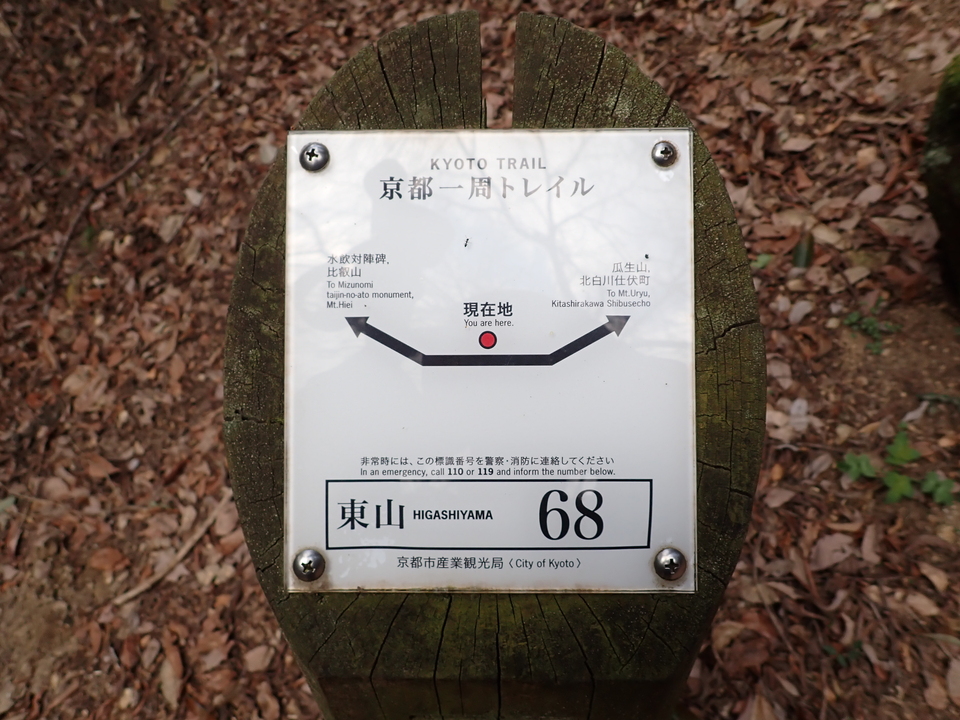 KYOTO TRAIL
京都一周トレイル
水飲対陣碑、
比叡山
To Mizunomi
taijin-no-ato monument,
Mt.Hiei
瓜生山、
北白川仕伏町
To Mt.Uryu,
Kitashirakawa Shibusecho
現在地
You are here.
非常時には、この標識番号を警察・消防に連絡してください
In an emergency, call 110 or 119 and inform the number below.
東山 HIGASHIYAMA 68
京都市産業観光局〈City of Kyoto〉